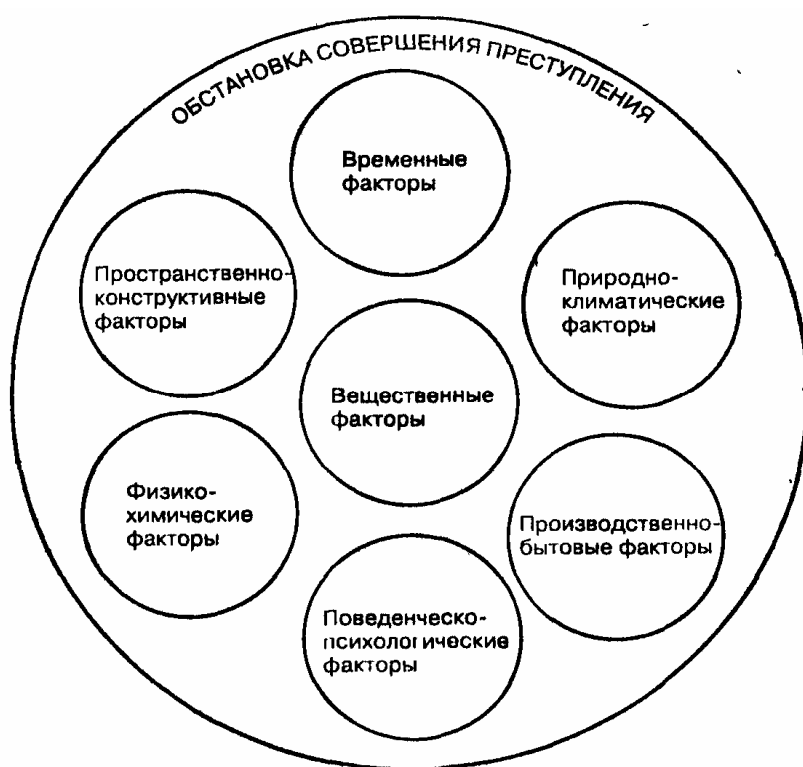 ОБСТАНОВКА СОВЕРШЕНИЯ ПРЕСТУПЛЕНИЯ
Временные
факторы
Пространственно-
конструктивные
факторы
Природно-
климатические
факторы
Вещественные
факторы
Физико-
химические
факторы
Производственно-
бытовые факторы
Поведенческо-
психологические
факторы